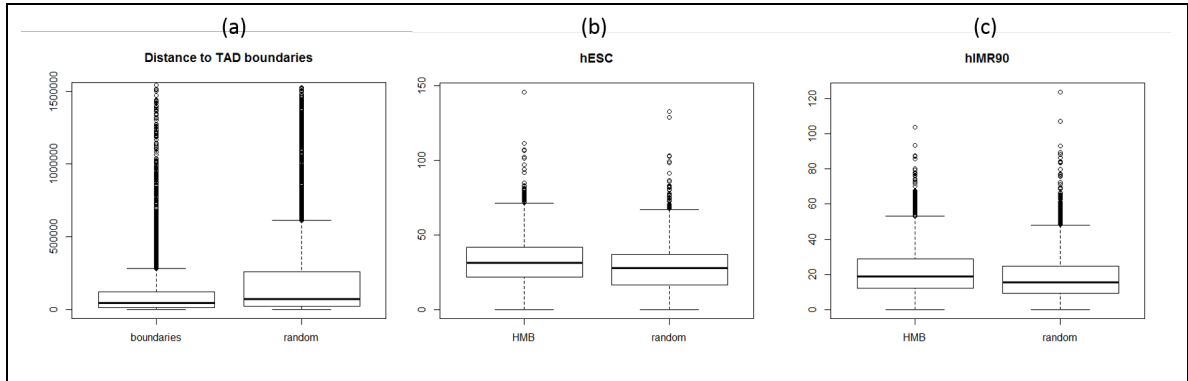 (a) (b) (c)
Distance to TAD boundaries
1500000
1000000
500000
0
boundaries random
hESC
150
100
50
0
HMB random
hIMR90
120
100
80
60
40
20
0
HMB random